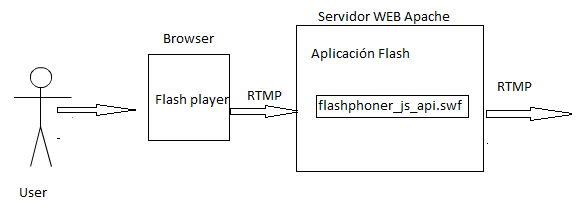 Servidor WEB Apache
Browser
Aplicación Flash
Flash player
RTMP
flashphoner_js_api.swf
RTMP
User